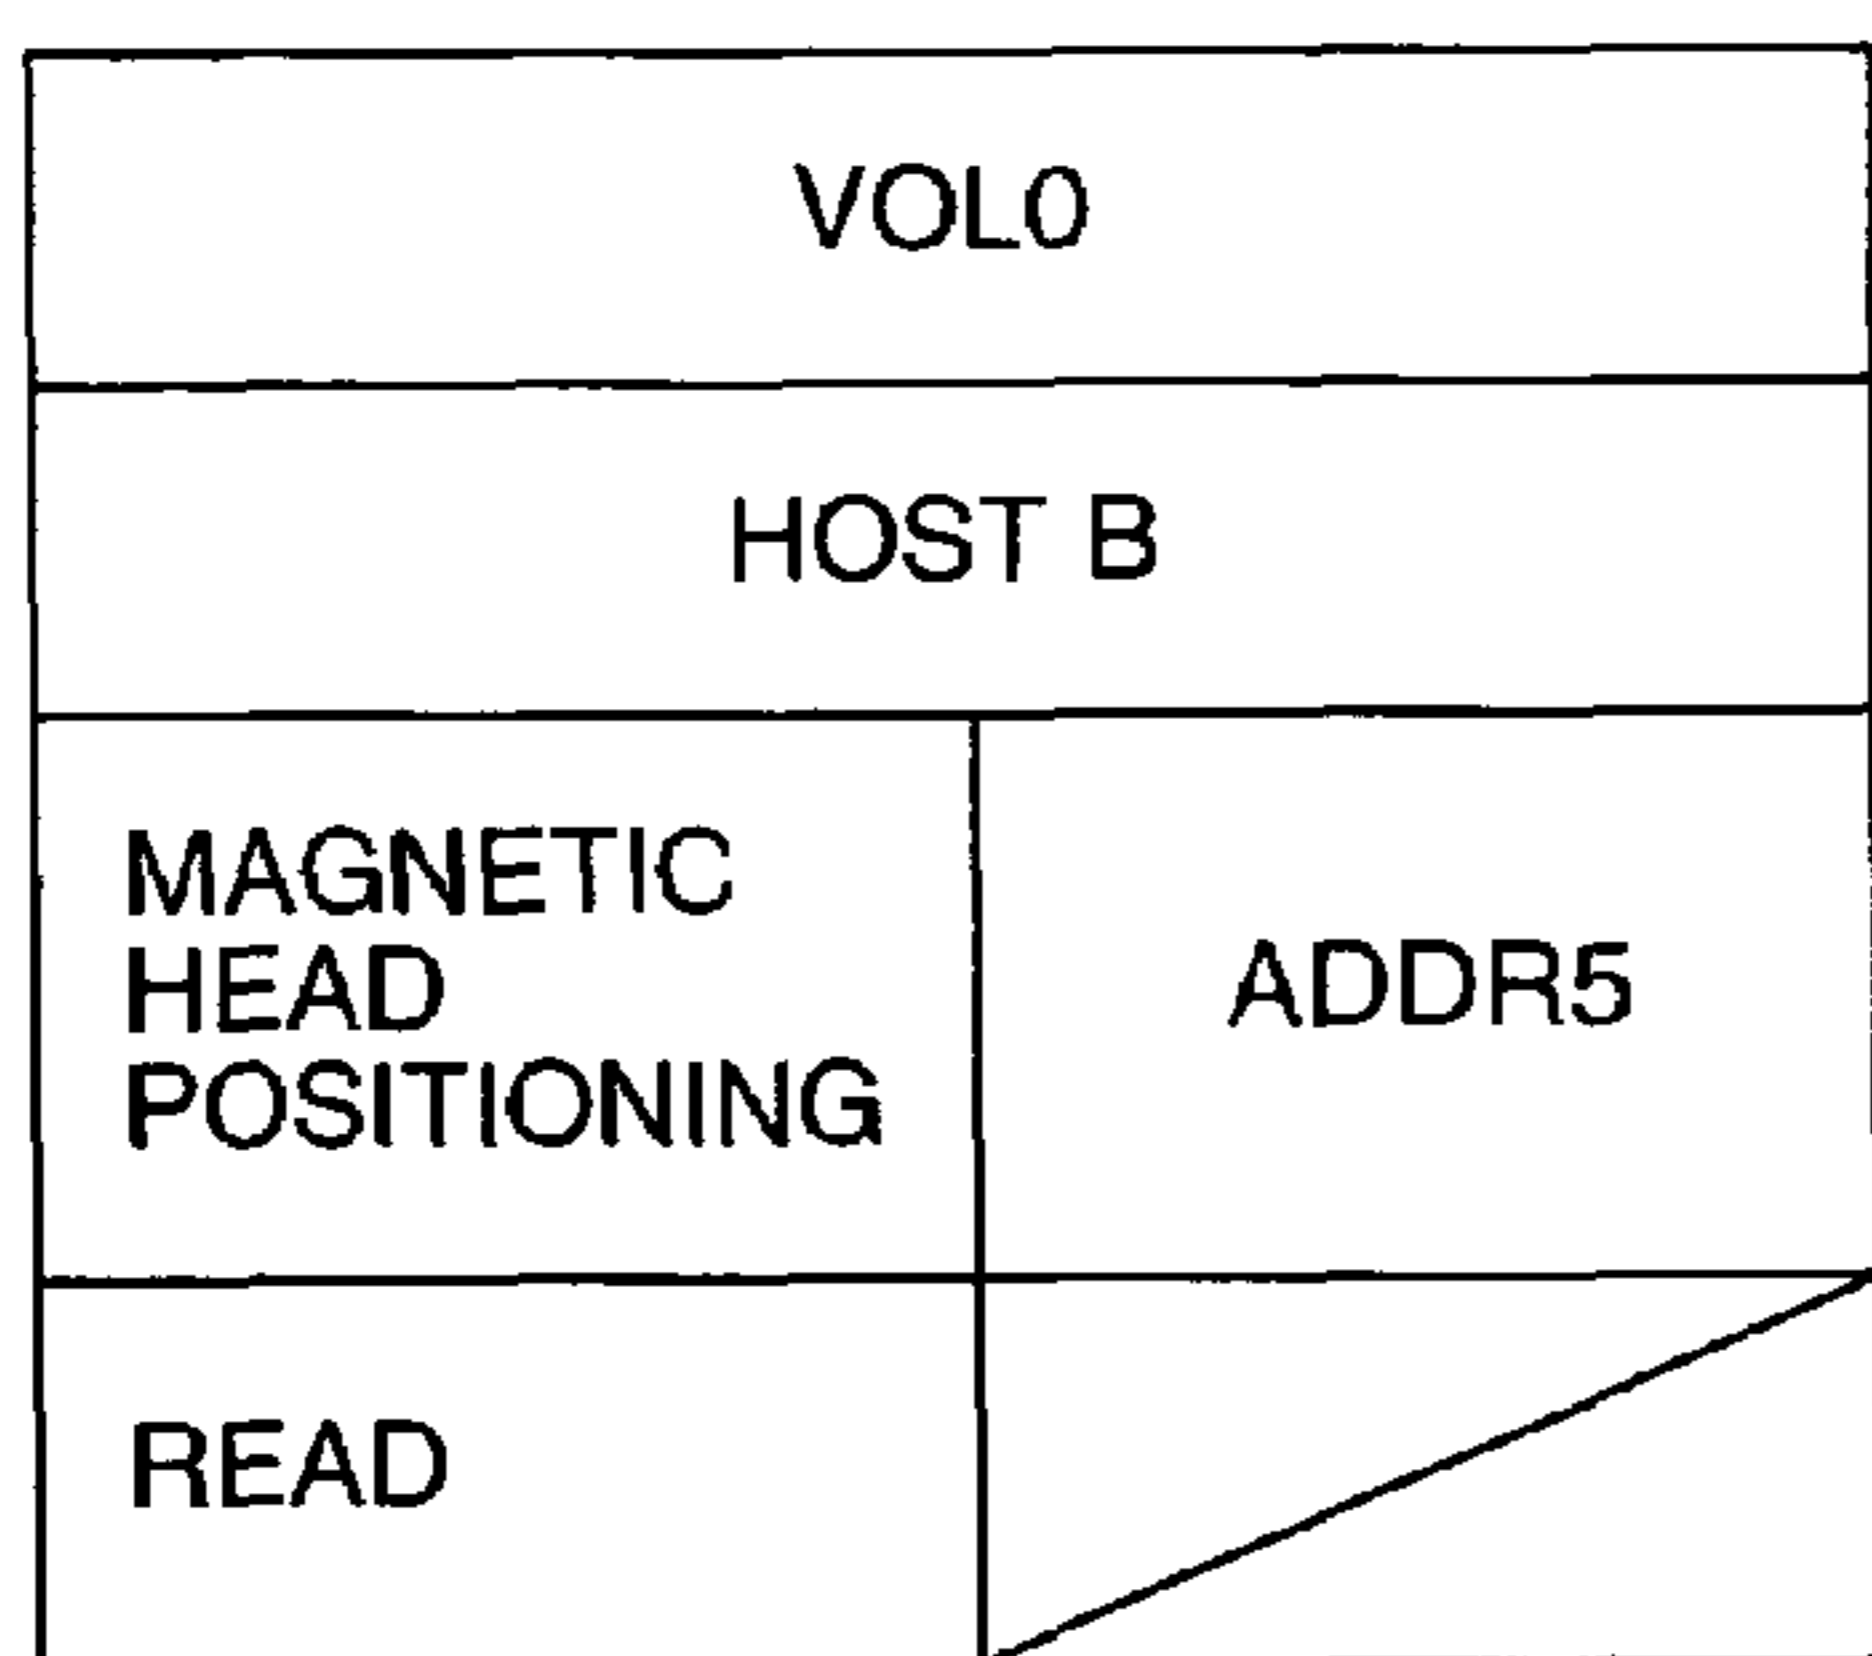 VOL0
HOST B
MAGNETIC
HEAD
POSITIONING
ADDR5
READ